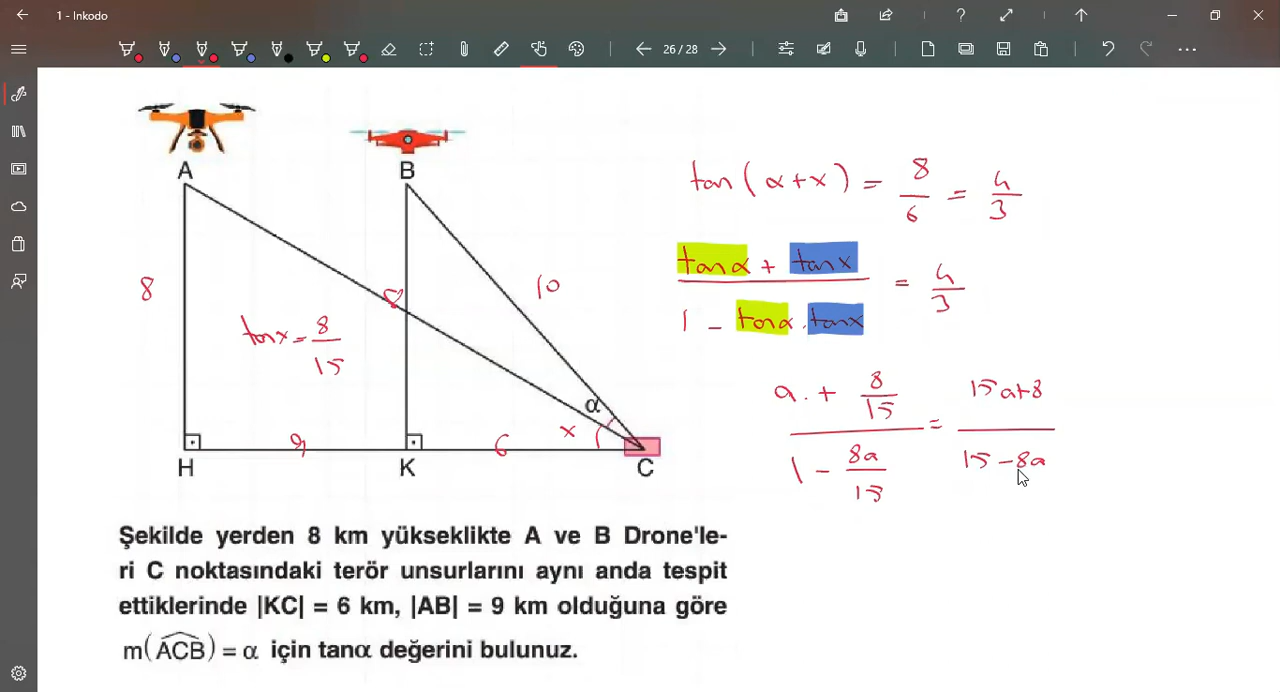 1 - Inkodo
26 / 28
A
B
8
10
tanx = 8/15
α
x
9
6
H
K
C
tan(α+x) = 8/6 = 4/3
tanα + tanx / 1 - tanα . tanx = 4/3
a + 8/15 / 1 - 8a/15 = 15a+8 / 15-8a
Şekilde yerden 8 km yükseklikte A ve B Drone'le-
ri C noktasındaki terör unsurlarını aynı anda tespit
ettiklerinde |KC| = 6 km, |AB| = 9 km olduğuna göre
m(ACB) = α için tanα değerini bulunuz.